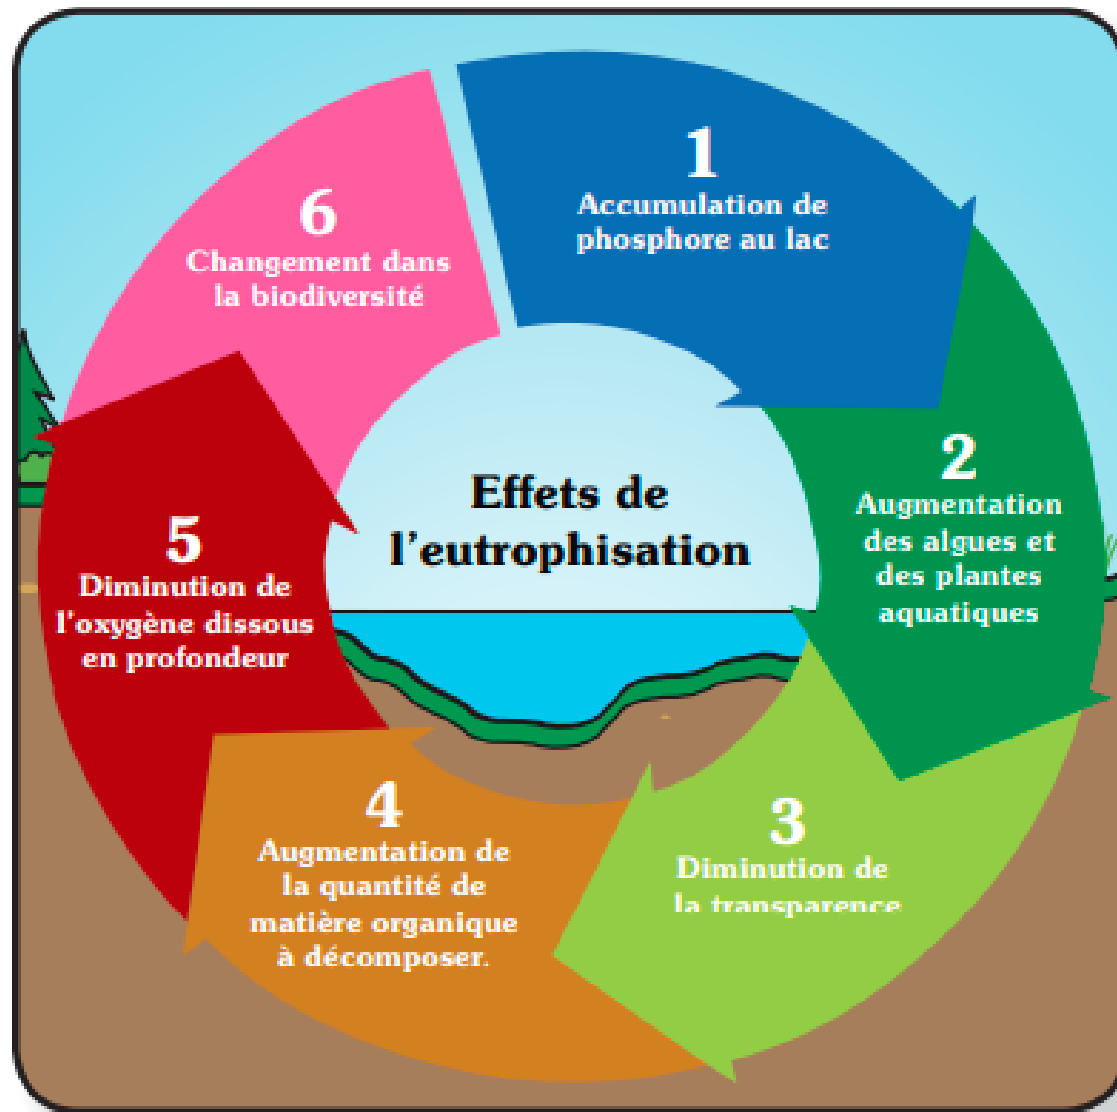 1
Accumulation de
phosphore au lac
2
Augmentation
des algues et
des plantes
aquatiques
3
Diminution de
la transparence
4
Augmentation de
la quantité de
matière organique
à décomposer.
5
Diminution de
l'oxygène dissous
en profondeur
6
Changement dans
la biodiversité
Effets de
l'eutrophisation